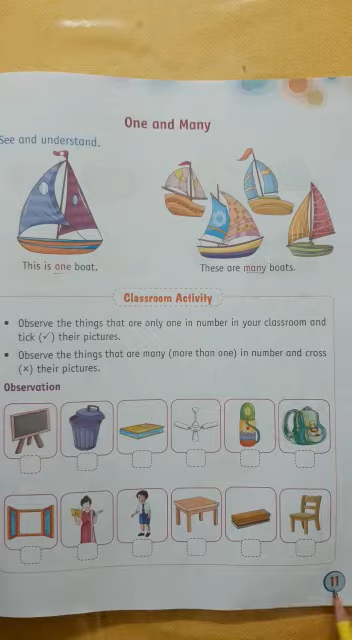 One and Many
See and understand.
This is one boat.
These are many boats.
Classroom Activity
• Observe the things that are only one in number in your classroom and
tick (✓) their pictures.
• Observe the things that are many (more than one) in number and cross
(×) their pictures.
Observation
11